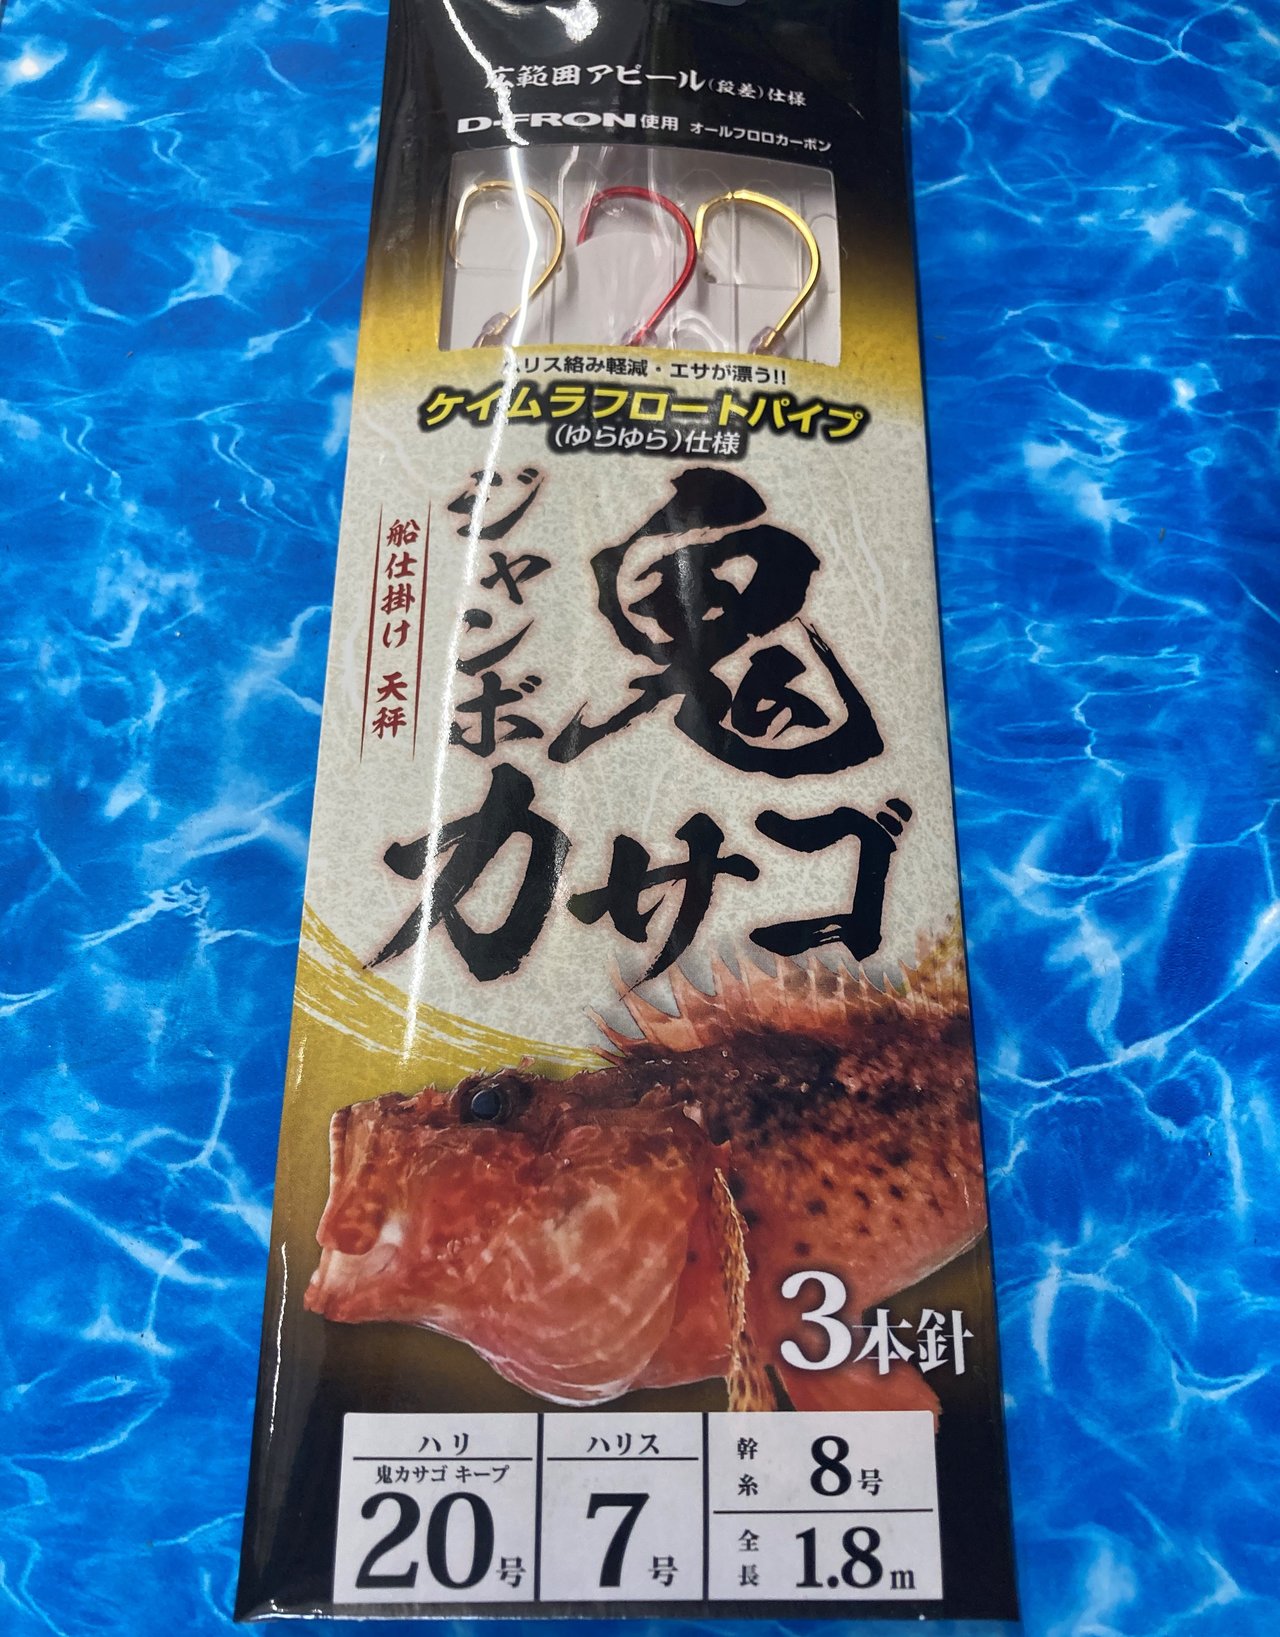 広範囲アピール(段差)仕様
D-FRON使用 オールフロロカーボン
ハリス絡み軽減・エサが漂う!!
ケイムラフロートパイプ
(ゆらゆら)仕様
船仕掛け 天秤
ジャンボ
鬼
カサゴ
3本針
ハリ
鬼カサゴ キープ
20号
ハリス
7号
幹糸 8号
全長 1.8m